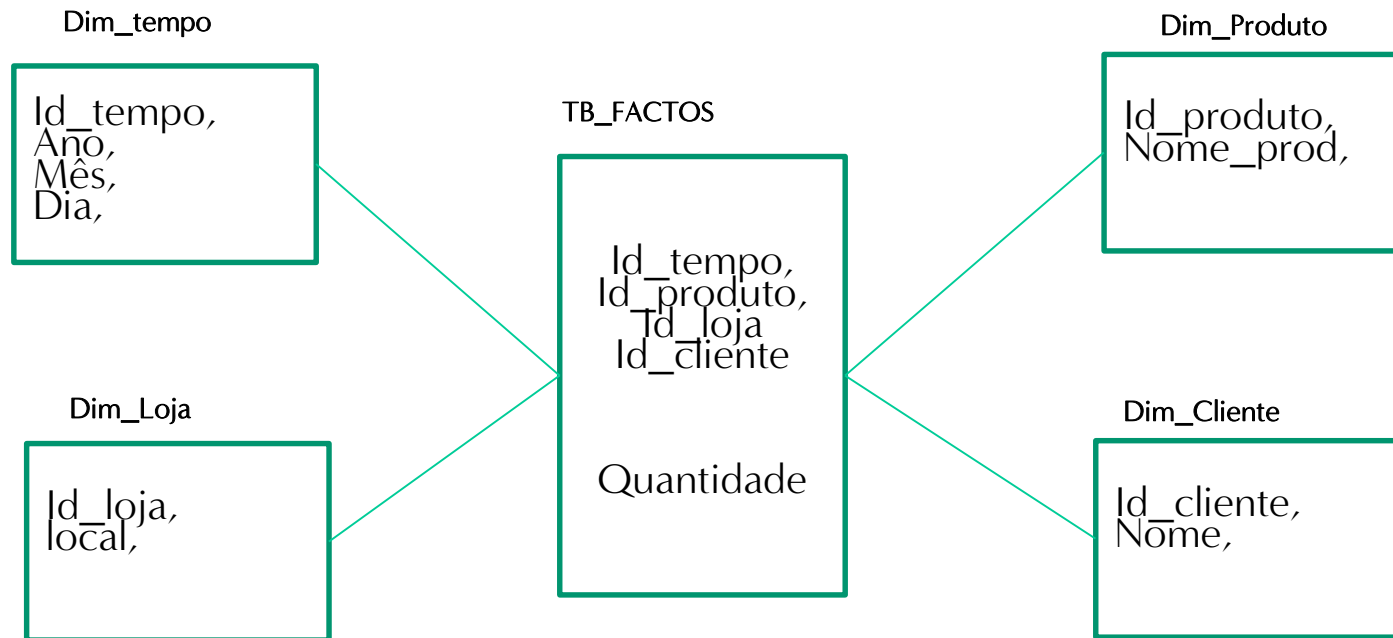 Dim_tempo
Id_tempo,
Ano,
Mês,
Dia,
TB_FACTOS
Id_tempo,
Id_produto,
Id_loja
Id_cliente
Quantidade
Dim_Produto
Id_produto,
Nome_prod,
Dim_Loja
Id_loja,
local,
Dim_Cliente
Id_cliente,
Nome,